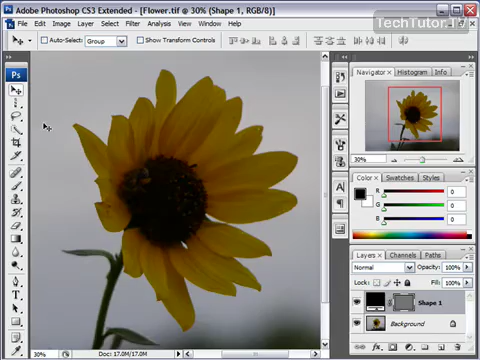 Adobe Photoshop CS3 Extended - [Flower.tif @ 30% (Shape 1, RGB/8)]
TechTutor.tv
File Edit Image Layer Select Filter Analysis View Window Help
Auto-Select: Group Show Transform Controls
Ps
Navigator Histogram Info
30%
Color Swatches Styles
R 0
G 0
B 0
Layers Channels Paths
Normal Opacity: 100%
Lock: Fill: 100%
Shape 1
Background
T
30% Doc: 17.0M/17.0M